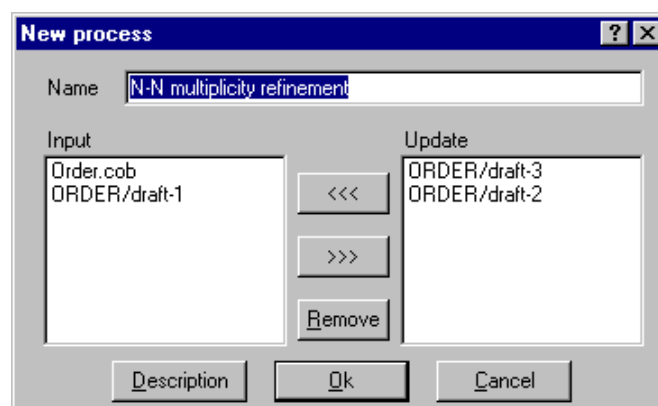 New process
Name N-N multiplicity refinement
Input
Order.cob
ORDER/draft-1
<<<
>>>
Remove
Update
ORDER/draft-3
ORDER/draft-2
Description Ok Cancel